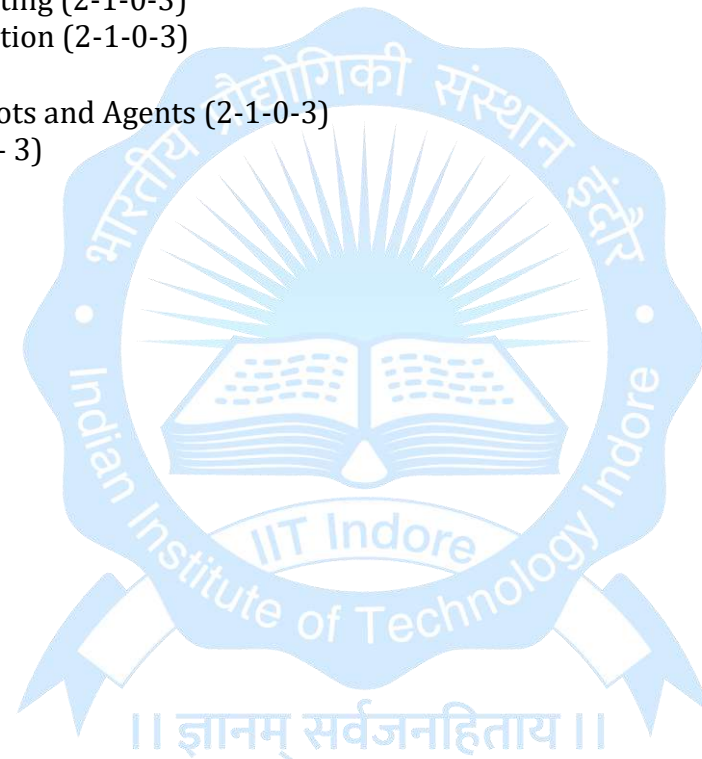 ting (2-1-0-3)
tion (2-1-0-3)
ots and Agents (2-1-0-3)
- 3)
भारतीय प्रौद्योगिकी संस्थान इंदौर
Indian Institute of Technology Indore
IIT Indore
।। ज्ञानम् सर्वजनहिताय ।।